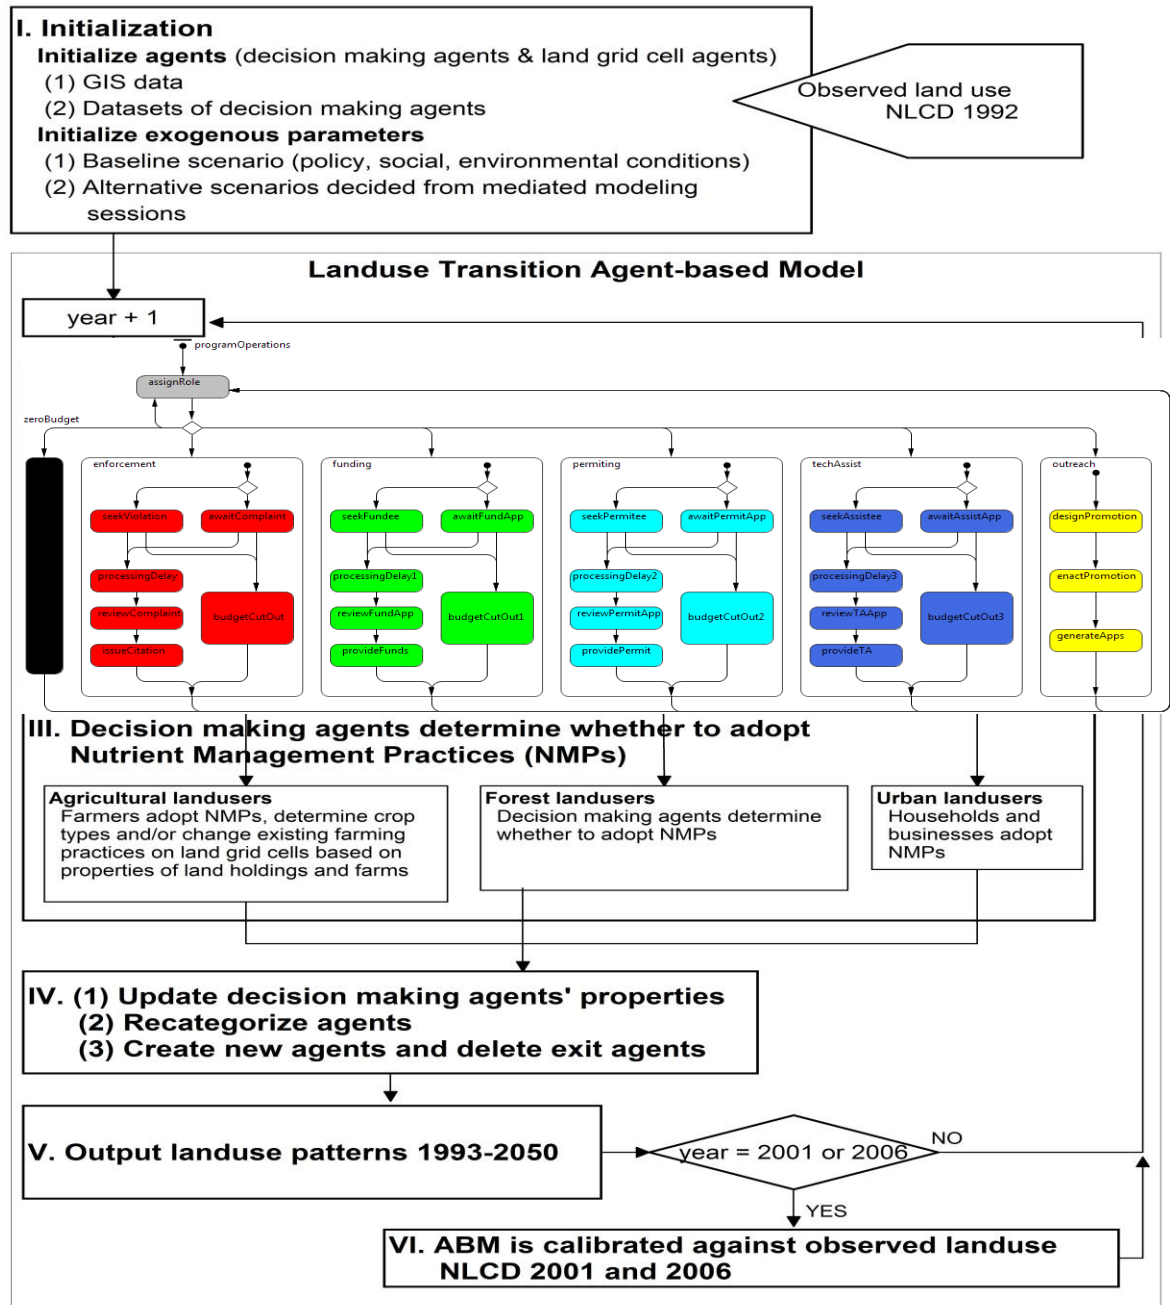 I. Initialization
Initialize agents (decision making agents & land grid cell agents)
(1) GIS data
(2) Datasets of decision making agents
Initialize exogenous parameters
(1) Baseline scenario (policy, social, environmental conditions)
(2) Alternative scenarios decided from mediated modeling
sessions
Observed land use
NLCD 1992
Landuse Transition Agent-based Model
year + 1
programOperations
assignRole
zeroBudget
enforcement
seekViolation
awaitComplaint
processingDelay
reviewComplaint
budgetCutOut
issueCitation
funding
seekFundee
awaitFundApp
processingDelay1
reviewFundApp
budgetCutOut1
provideFunds
permiting
seekPermitee
awaitPermitApp
processingDelay2
reviewPermitApp
budgetCutOut2
providePermit
techAssist
seekAssistee
awaitAssistApp
processingDelay3
reviewTAApp
budgetCutOut3
provideTA
outreach
designPromotion
enactPromotion
generateApps
III. Decision making agents determine whether to adopt
Nutrient Management Practices (NMPs)
Agricultural landusers
Farmers adopt NMPs, determine crop
types and/or change existing farming
practices on land grid cells based on
properties of land holdings and farms
Forest landusers
Decision making agents determine
whether to adopt NMPs
Urban landusers
Households and
businesses adopt
NMPs
IV. (1) Update decision making agents' properties
(2) Recategorize agents
(3) Create new agents and delete exit agents
V. Output landuse patterns 1993-2050
year = 2001 or 2006
NO
YES
VI. ABM is calibrated against observed landuse
NLCD 2001 and 2006